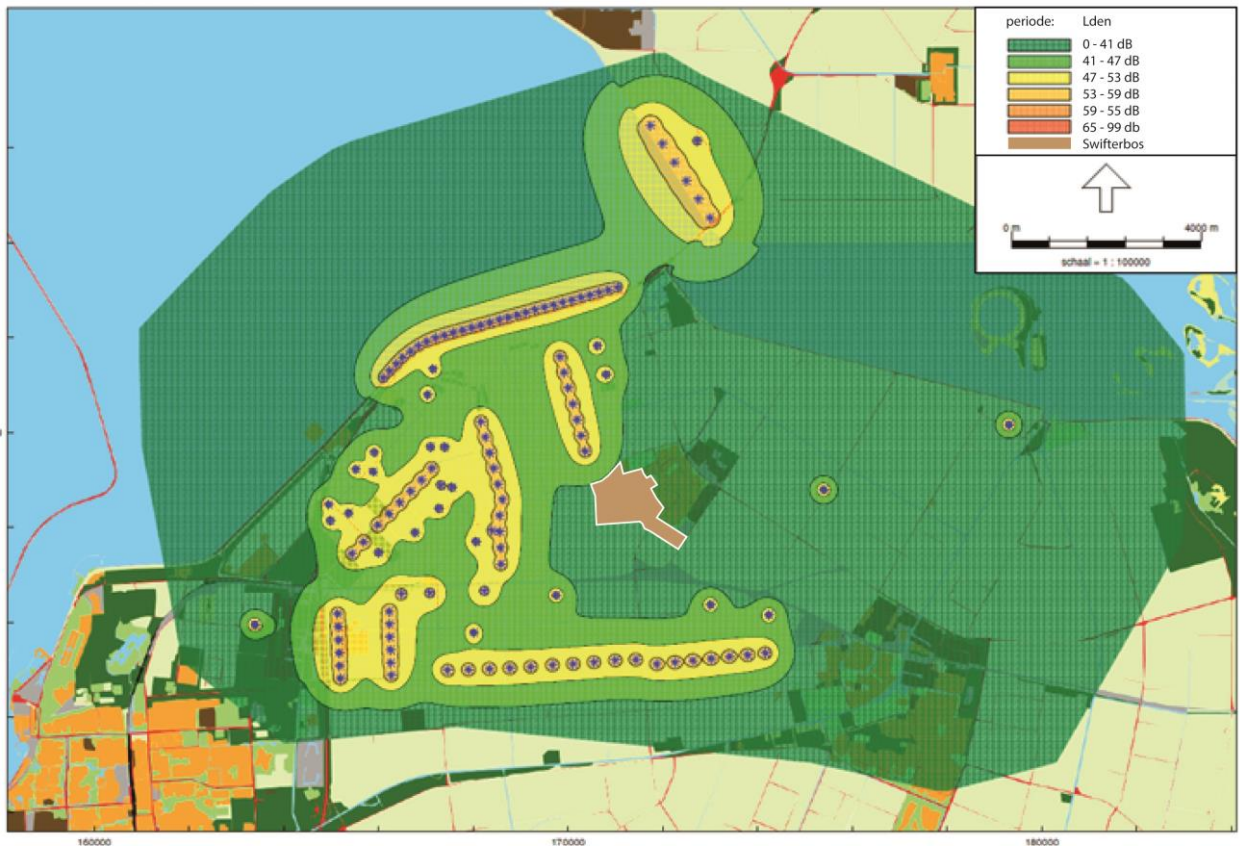 periode: Lden
0 - 41 dB
41 - 47 dB
47 - 53 dB
53 - 59 dB
59 - 55 dB
65 - 99 db
Swifterbos
0 m 4000 m
schaal = 1 : 100000
160000 170000 180000